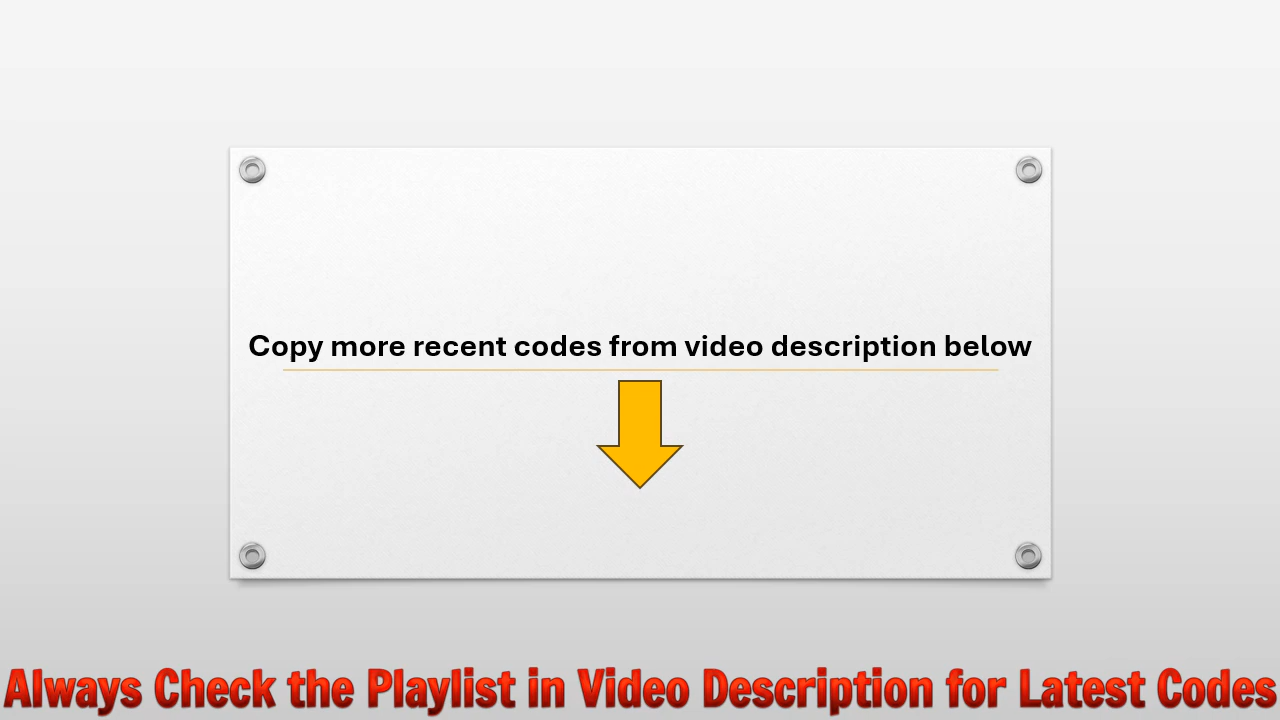 Copy more recent codes from video description below
Always Check the Playlist in Video Description for Latest Codes